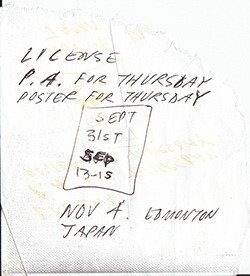 LICENSE
P.A. FOR THURSDAY
POSTER FOR THURSDAY
SEPT
31ST
SEP
13-15
NOV 4. EDMONTON
JAPAN